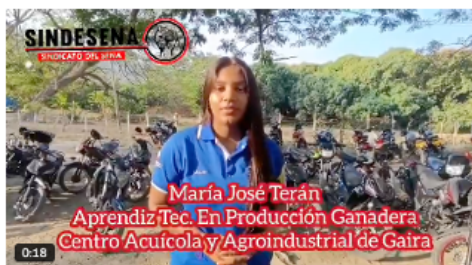 SINDESENA
SINDICATO DEL SENA
María José Terán
Aprendiz Tec. En Producción Ganadera
Centro Acuícola y Agroindustrial de Gaira
0:18